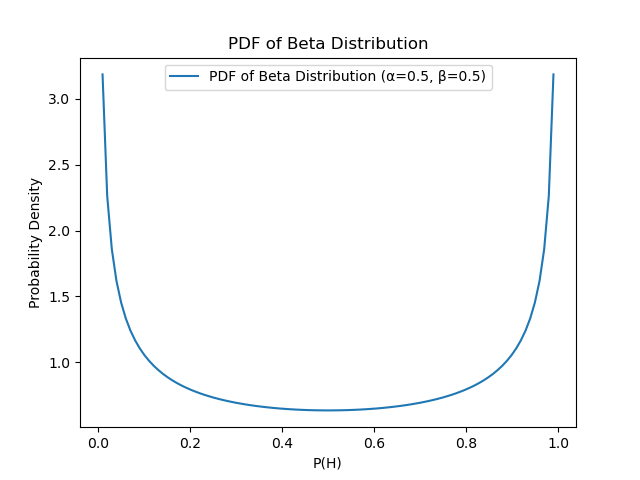 PDF of Beta Distribution
PDF of Beta Distribution (α=0.5, β=0.5)
Probability Density
3.0
2.5
2.0
1.5
1.0
0.0 0.2 0.4 0.6 0.8 1.0
P(H)